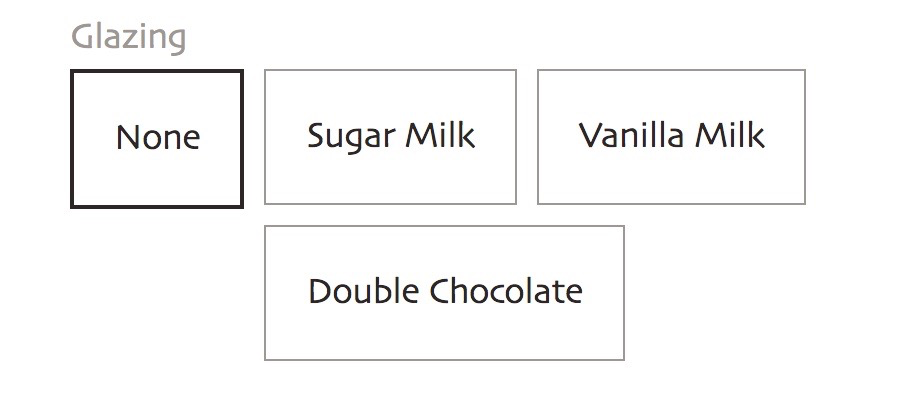 Glazing
None
Sugar Milk
Vanilla Milk
Double Chocolate